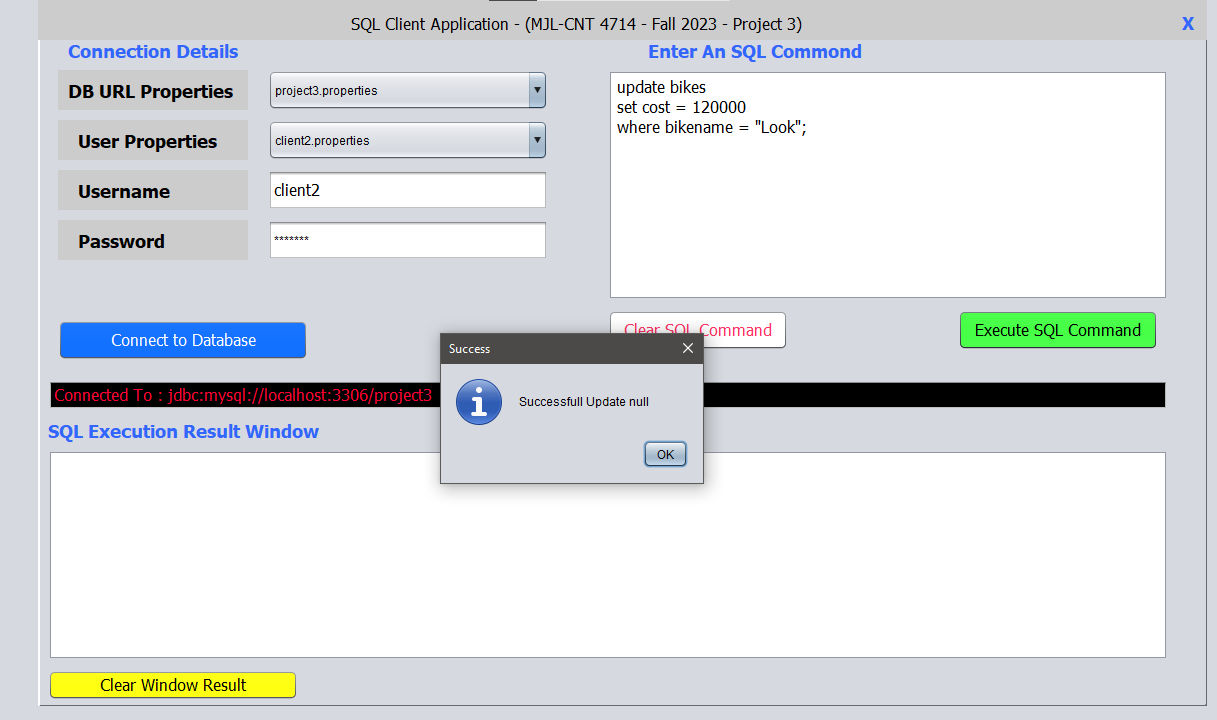 SQL Client Application - (MJL-CNT 4714 - Fall 2023 - Project 3)
X
Connection Details
Enter An SQL Commond
DB URL Properties
project3.properties
User Properties
client2.properties
Username
client2
Password
*******
update bikes
set cost = 120000
where bikename = "Look";
Connect to Database
Clear SQL Command
Execute SQL Command
Success
Successfull Update null
OK
Connected To : jdbc:mysql://localhost:3306/project3
SQL Execution Result Window
Clear Window Result